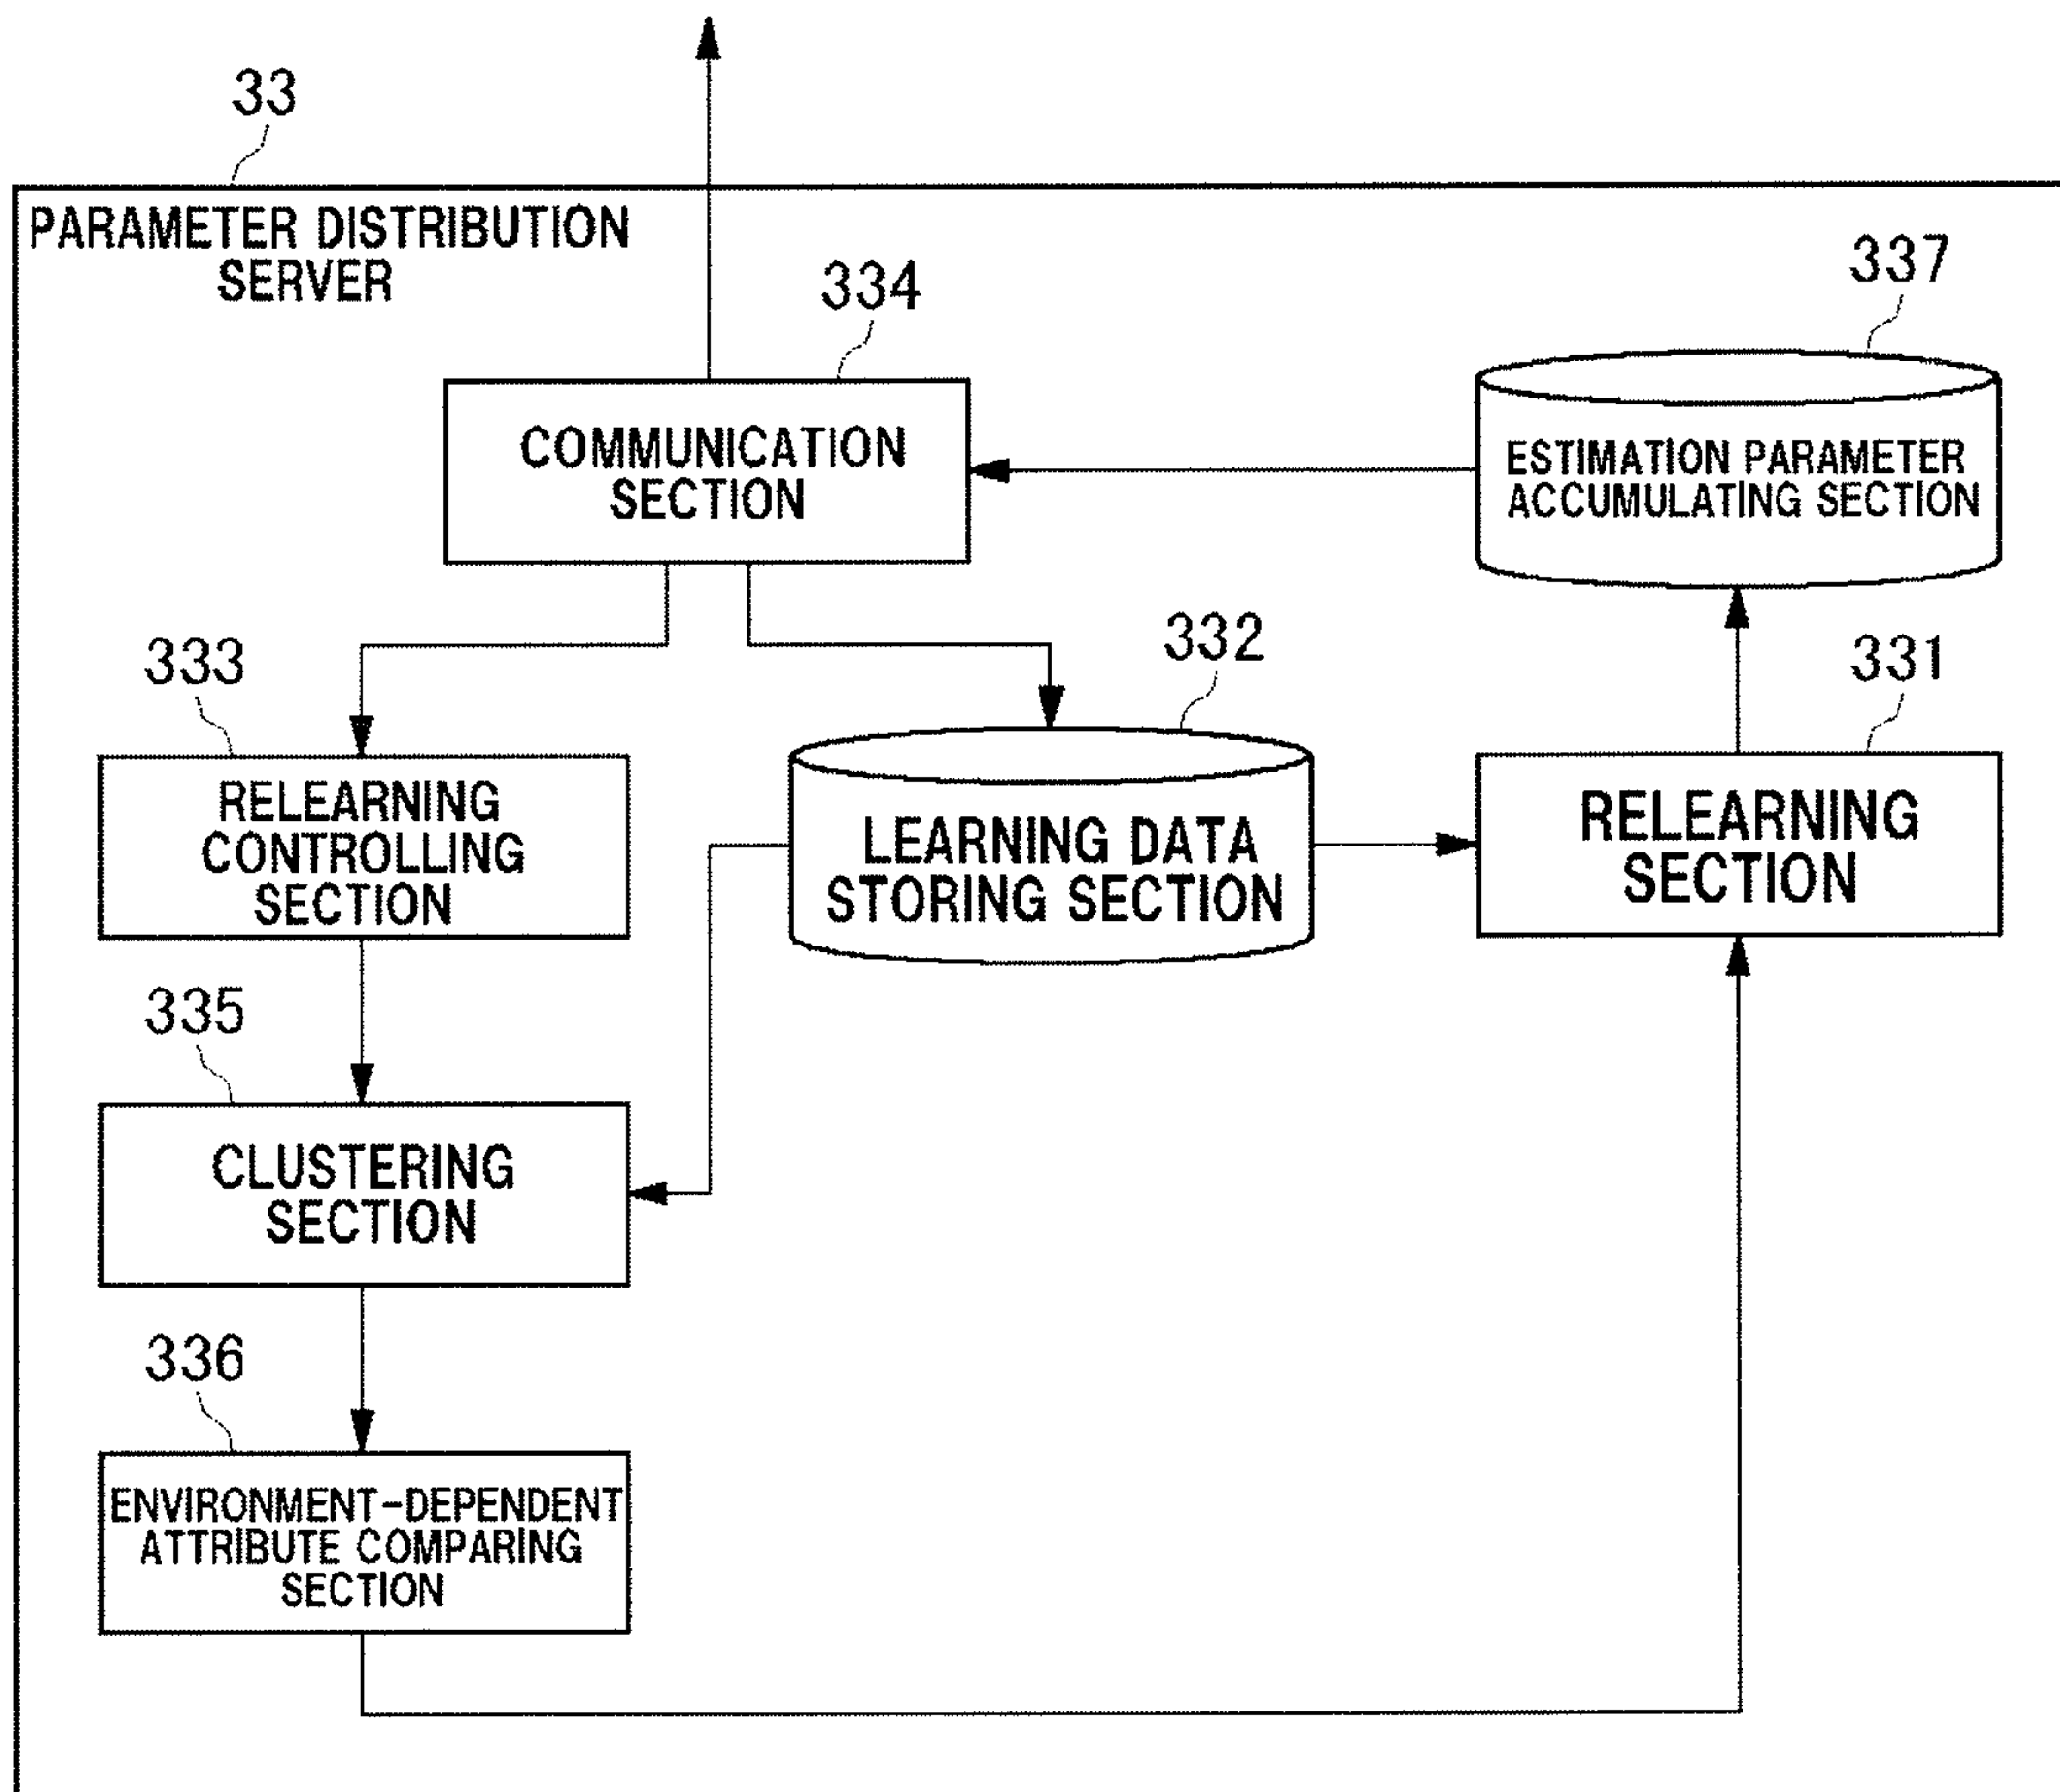 33
PARAMETER DISTRIBUTION
SERVER
334
COMMUNICATION
SECTION
337
ESTIMATION PARAMETER
ACCUMULATING SECTION
333
RELEARNING
CONTROLLING
SECTION
332
LEARNING DATA
STORING SECTION
331
RELEARNING
SECTION
335
CLUSTERING
SECTION
336
ENVIRONMENT-DEPENDENT
ATTRIBUTE COMPARING
SECTION